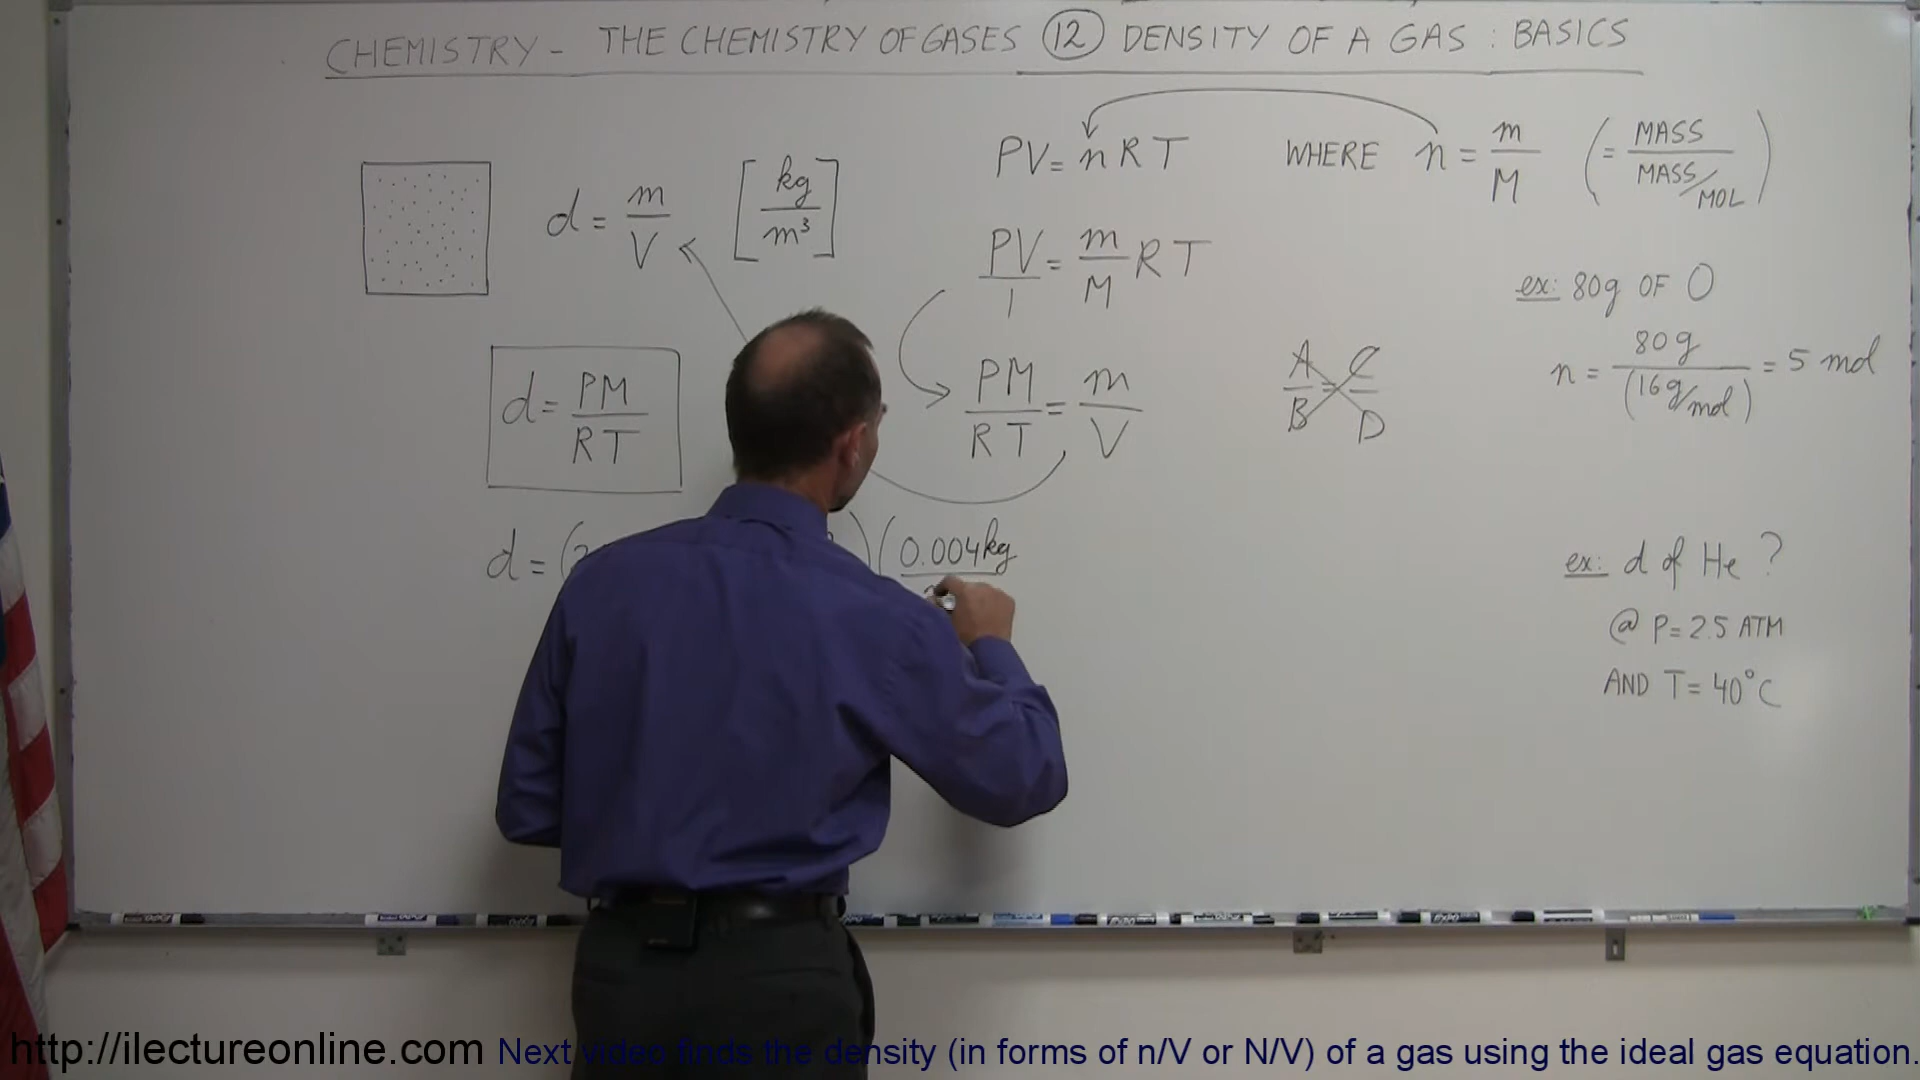 CHEMISTRY - THE CHEMISTRY OF GASES 12 DENSITY OF A GAS : BASICS
d = m/V [kg/m³]
PV = nRT WHERE n = m/M (= MASS/MASS/MOL)
PV/1 = m/M RT
ex: 80g OF O
n = 80g/(16g/mol) = 5 mol
d = PM/RT
PM/RT = m/V
A/B = C/D
d = ( ) (0.004kg
ex: d of He ?
@ P = 2.5 ATM
AND T = 40°C
http://ilectureonline.com Next video finds the density (in forms of n/V or N/V) of a gas using the ideal gas equation.